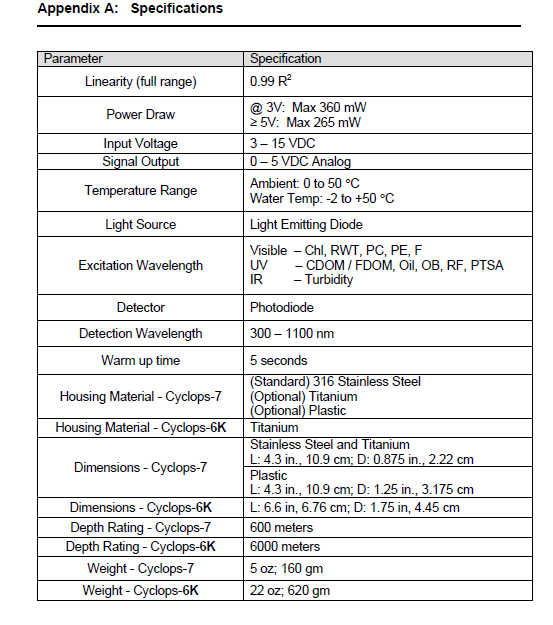 Appendix A: Specifications
Parameter Specification
Linearity (full range) 0.99 R²
Power Draw @ 3V: Max 360 mW
≥ 5V: Max 265 mW
Input Voltage 3 – 15 VDC
Signal Output 0 – 5 VDC Analog
Temperature Range Ambient: 0 to 50 °C
Water Temp: -2 to +50 °C
Light Source Light Emitting Diode
Excitation Wavelength Visible – Chl, RWT, PC, PE, F
UV – CDOM / FDOM, Oil, OB, RF, PTSA
IR – Turbidity
Detector Photodiode
Detection Wavelength 300 – 1100 nm
Warm up time 5 seconds
Housing Material - Cyclops-7 (Standard) 316 Stainless Steel
(Optional) Titanium
(Optional) Plastic
Housing Material - Cyclops-6K Titanium
Dimensions - Cyclops-7 Stainless Steel and Titanium
L: 4.3 in., 10.9 cm; D: 0.875 in., 2.22 cm
Plastic
L: 4.3 in., 10.9 cm; D: 1.25 in., 3.175 cm
Dimensions - Cyclops-6K L: 6.6 in, 6.76 cm; D: 1.75 in, 4.45 cm
Depth Rating - Cyclops-7 600 meters
Depth Rating - Cyclops-6K 6000 meters
Weight - Cyclops-7 5 oz; 160 gm
Weight - Cyclops-6K 22 oz; 620 gm